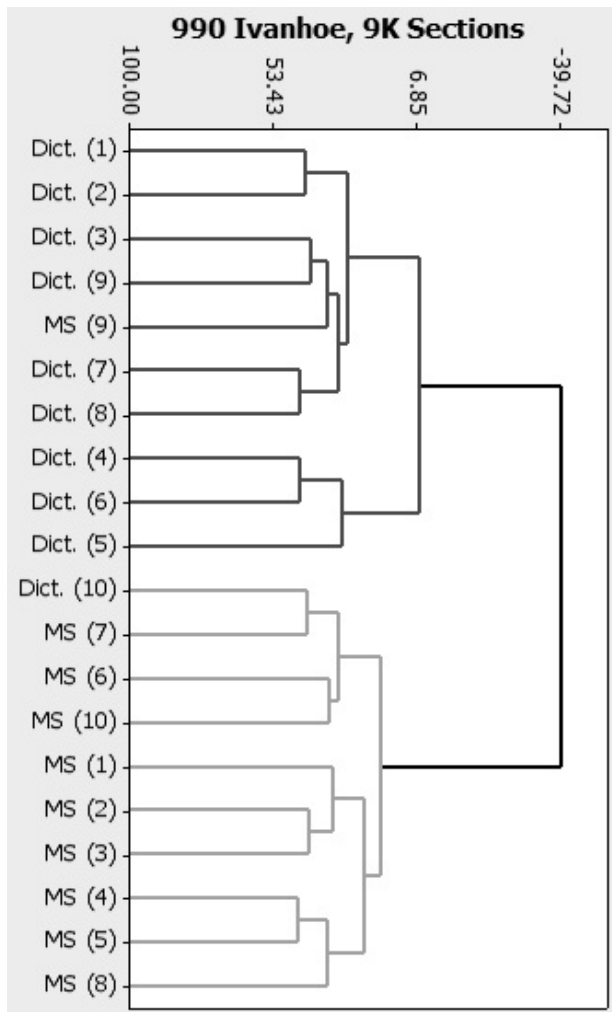 990 Ivanhoe, 9K Sections
100.00
53.43
6.85
-39.72
Dict. (1)
Dict. (2)
Dict. (3)
Dict. (9)
MS (9)
Dict. (7)
Dict. (8)
Dict. (4)
Dict. (6)
Dict. (5)
Dict. (10)
MS (7)
MS (6)
MS (10)
MS (1)
MS (2)
MS (3)
MS (4)
MS (5)
MS (8)